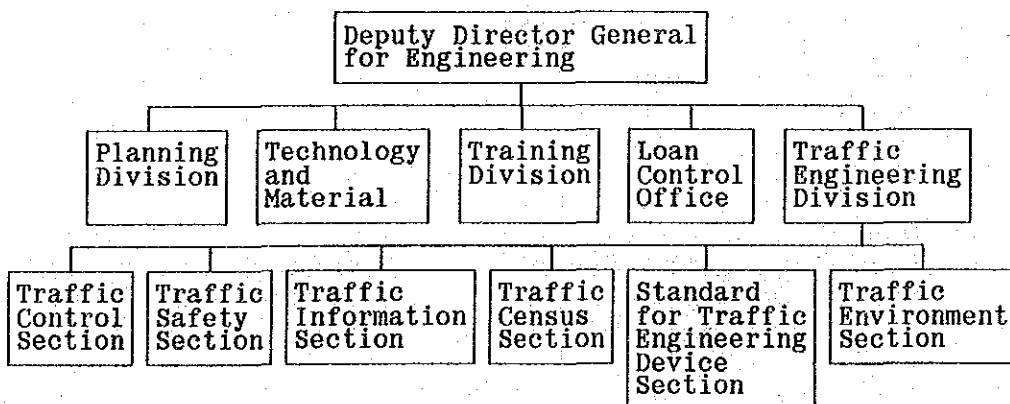 Deputy Director General
for Engineering
Planning
Division
Technology
and
Material
Training
Division
Loan
Control
Office
Traffic
Engineering
Division
Traffic
Control
Section
Traffic
Safety
Section
Traffic
Information
Section
Traffic
Census
Section
Standard
for Traffic
Engineering
Device
Section
Traffic
Environment
Section